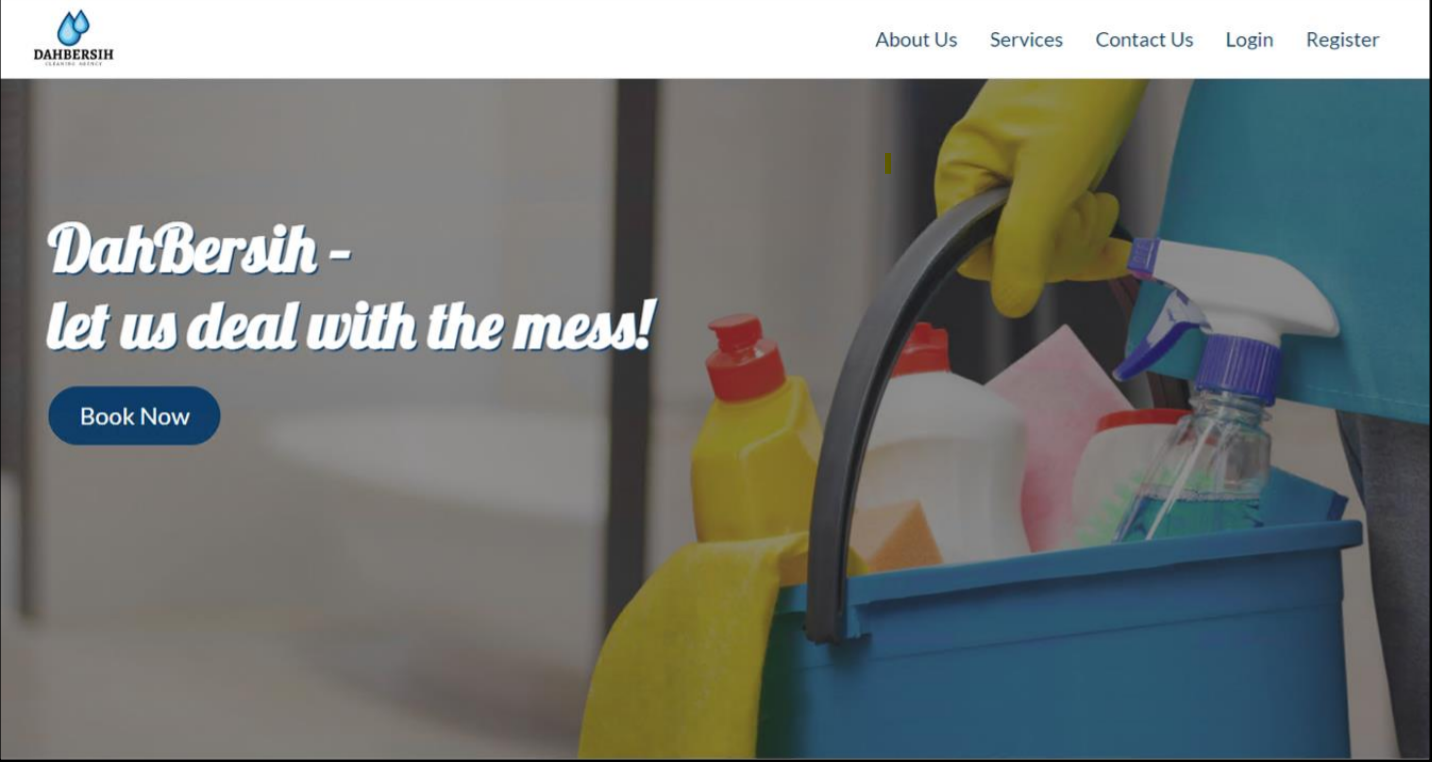 DAHBERSIH
CLEANING AGENCY
About Us
Services
Contact Us
Login
Register
DahBersih -
let us deal with the mess!
Book Now